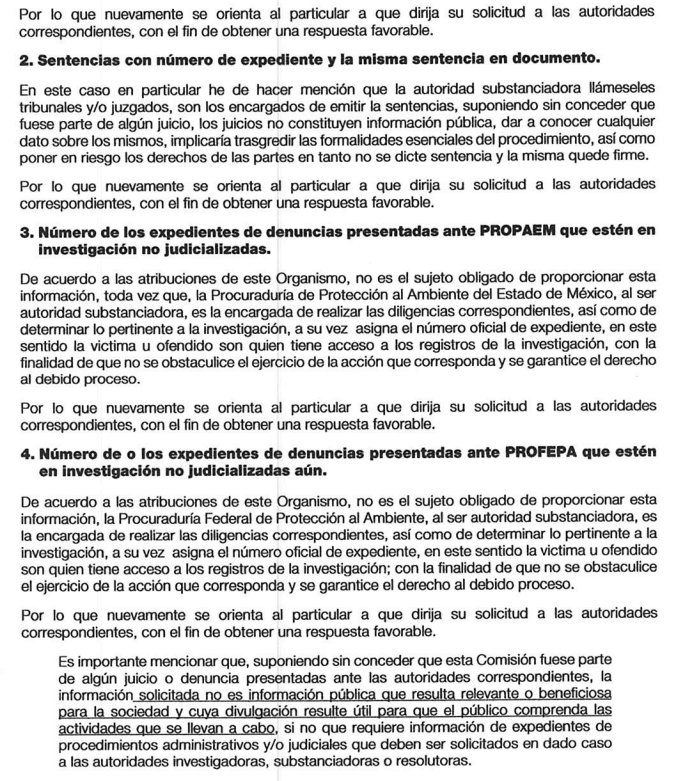 Por lo que nuevamente se orienta al particular a que dirija su solicitud a las autoridades
correspondientes, con el fin de obtener una respuesta favorable.
2. Sentencias con número de expediente y la misma sentencia en documento.
En este caso en particular he de hacer mención que la autoridad substanciadora llámeseles
tribunales y/o juzgados, son los encargados de emitir la sentencias, suponiendo sin conceder que
fuese parte de algún juicio, los juicios no constituyen información pública, dar a conocer cualquier
dato sobre los mismos, implicaría trasgredir las formalidades esenciales del procedimiento, así como
poner en riesgo los derechos de las partes en tanto no se dicte sentencia y la misma quede firme.
Por lo que nuevamente se orienta al particular a que dirija su solicitud a las autoridades
correspondientes, con el fin de obtener una respuesta favorable.
3. Número de los expedientes de denuncias presentadas ante PROPAEM que estén en
investigación no judicializadas.
De acuerdo a las atribuciones de este Organismo, no es el sujeto obligado de proporcionar esta
información, toda vez que, la Procuraduría de Protección al Ambiente del Estado de México, al ser
autoridad substanciadora, es la encargada de realizar las diligencias correspondientes, así como de
determinar lo pertinente a la investigación, a su vez asigna el número oficial de expediente, en este
sentido la victima u ofendido son quien tiene acceso a los registros de la investigación, con la
finalidad de que no se obstaculice el ejercicio de la acción que corresponda y se garantice el derecho
al debido proceso.
Por lo que nuevamente se orienta al particular a que dirija su solicitud a las autoridades
correspondientes, con el fin de obtener una respuesta favorable.
4. Número de o los expedientes de denuncias presentadas ante PROFEPA que estén
en investigación no judicializadas aún.
De acuerdo a las atribuciones de este Organismo, no es el sujeto obligado de proporcionar esta
información, la Procuraduría Federal de Protección al Ambiente, al ser autoridad substanciadora, es
la encargada de realizar las diligencias correspondientes, así como de determinar lo pertinente a la
investigación, a su vez asigna el número oficial de expediente, en este sentido la victima u ofendido
son quien tiene acceso a los registros de la investigación; con la finalidad de que no se obstaculice
el ejercicio de la acción que corresponda y se garantice el derecho al debido proceso.
Por lo que nuevamente se orienta al particular a que dirija su solicitud a las autoridades
correspondientes, con el fin de obtener una respuesta favorable.
Es importante mencionar que, suponiendo sin conceder que esta Comisión fuese parte
de algún juicio o denuncia presentadas ante las autoridades correspondientes, la
información solicitada no es información pública que resulta relevante o beneficiosa
para la sociedad y cuya divulgación resulte útil para que el público comprenda las
actividades que se llevan a cabo, si no que requiere información de expedientes de
procedimientos administrativos y/o judiciales que deben ser solicitados en dado caso
a las autoridades investigadoras, substanciadoras o resolutoras.